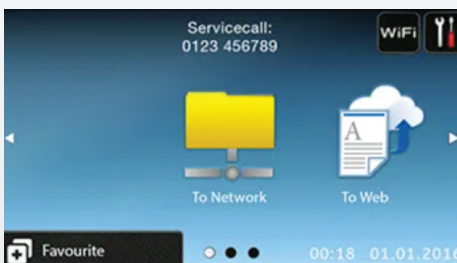 Servicecall:
0123 456789
WiFi
A
To Network
To Web
Favourite
00:18 01.01.2016